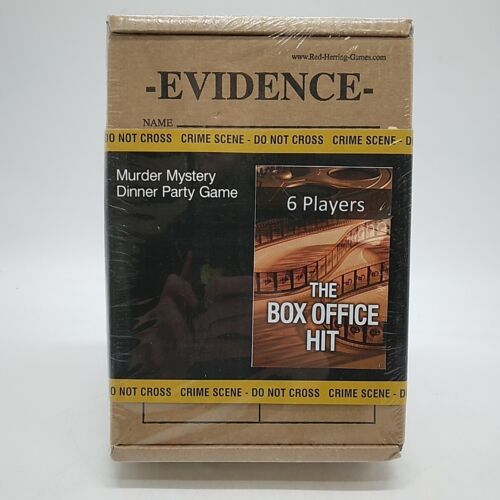 www.Red-Herring-Games.com
-EVIDENCE-
NAME
DO NOT CROSS   CRIME SCENE - DO NOT CROSS   CRIME SCENE - DO NOT
Murder Mystery
Dinner Party Game
6 Players
THE
BOX OFFICE
HIT
DO NOT CROSS   CRIME SCENE - DO NOT CROSS   CRIME SCENE - DO NOT